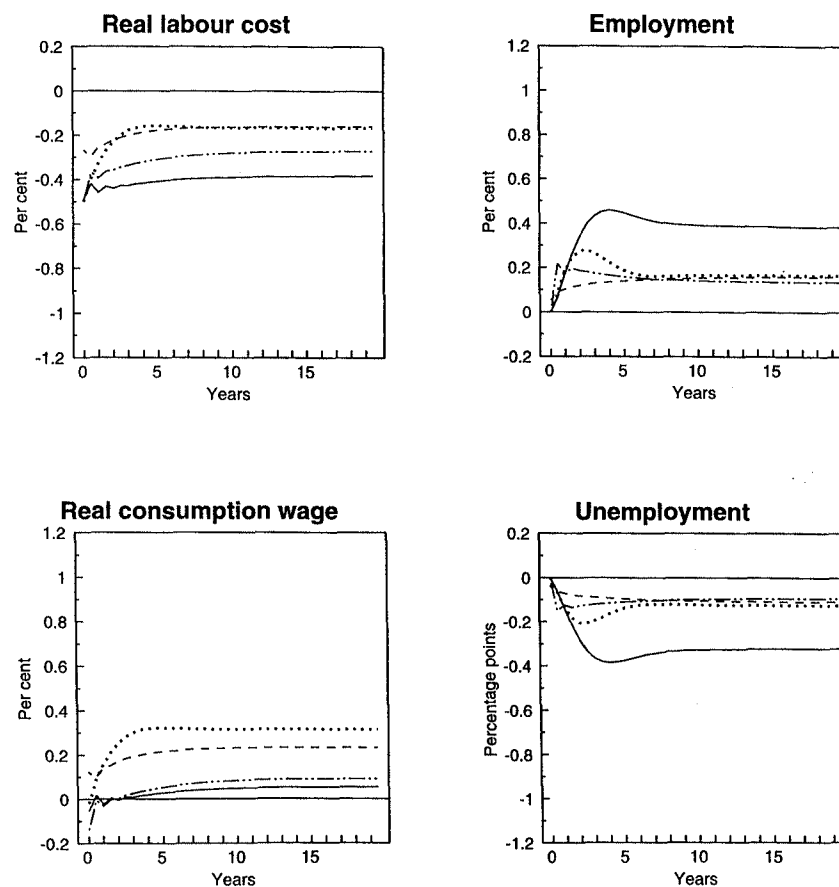 Real labour cost
0.2
0
-0.2
-0.4
-0.6
-0.8
-1
-1.2
Per cent
0 5 10 15
Years
Employment
1.2
1
0.8
0.6
0.4
0.2
0
-0.2
Per cent
0 5 10 15
Years
Real consumption wage
1.2
1
0.8
0.6
0.4
0.2
0
-0.2
Per cent
0 5 10 15
Years
Unemployment
0.2
0
-0.2
-0.4
-0.6
-0.8
-1
-1.2
Percentage points
0 5 10 15
Years